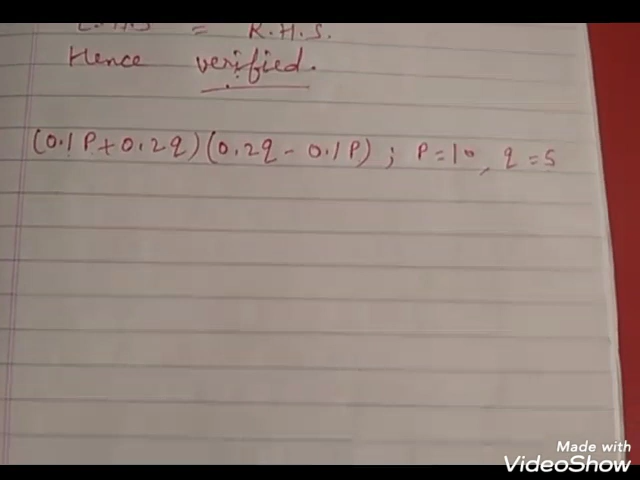 = R.H.S.
Hence verified.
(0.1P+0.2q) (0.2q - 0.1P) ; P=10, q=5
Made with
VideoShow